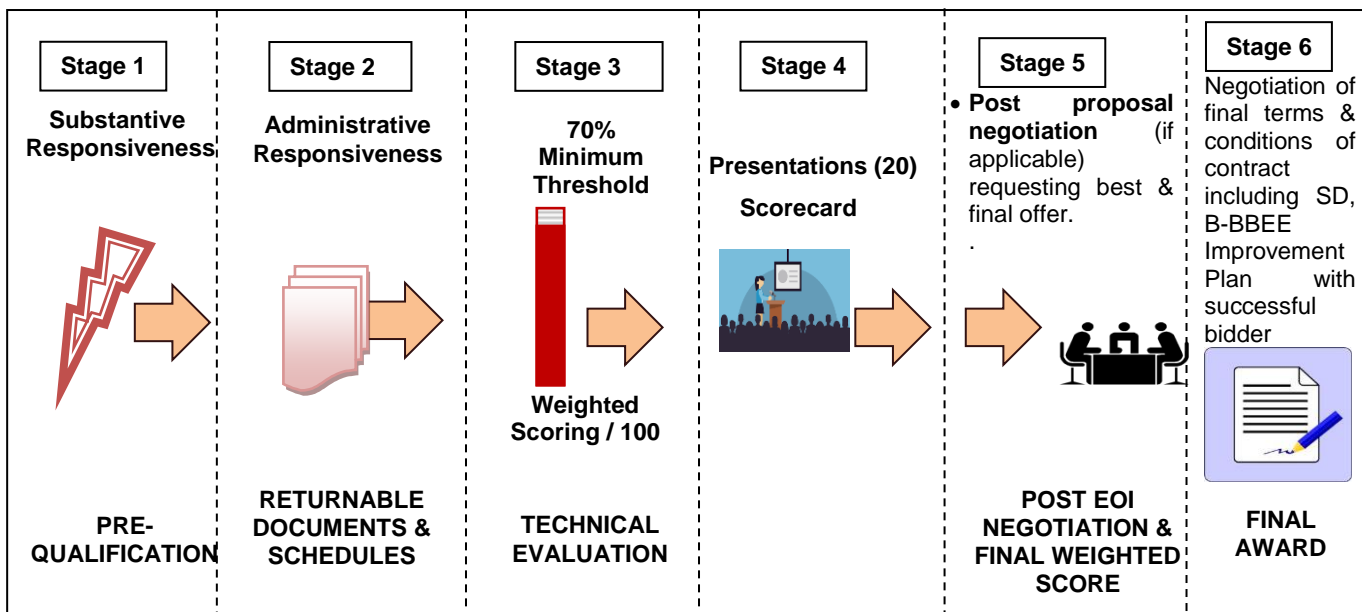 Stage 1
Substantive
Responsiveness
PRE-
QUALIFICATION
Stage 2
Administrative
Responsiveness
RETURNABLE
DOCUMENTS &
SCHEDULES
Stage 3
70%
Minimum
Threshold
Weighted
Scoring / 100
TECHNICAL
EVALUATION
Stage 4
Presentations (20)
Scorecard
Stage 5
• Post proposal
negotiation (if
applicable)
requesting best &
final offer.
.
POST EOI
NEGOTIATION &
FINAL WEIGHTED
SCORE
Stage 6
Negotiation of
final terms &
conditions of
contract
including SD,
B-BBEE
Improvement
Plan with
successful
bidder
FINAL
AWARD